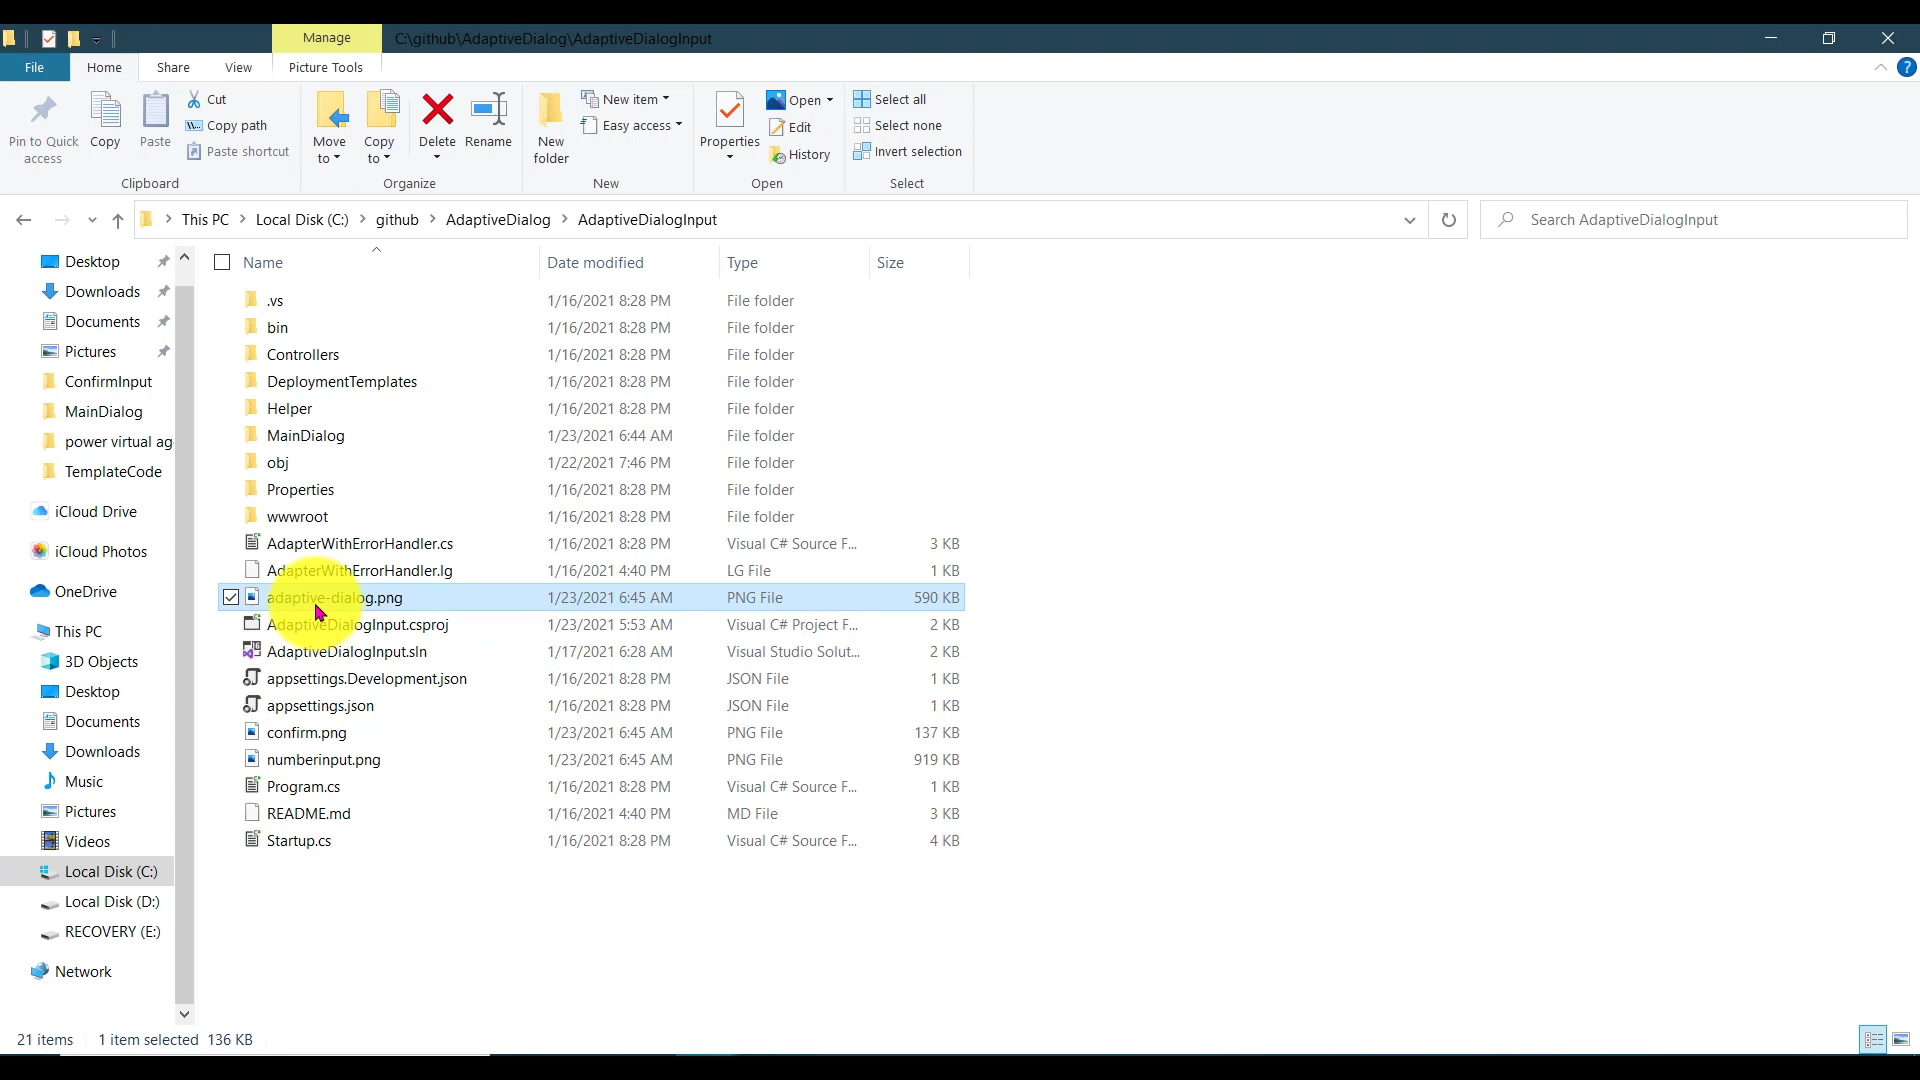 Manage C:\github\AdaptiveDialog\AdaptiveDialogInput
File Home Share View Picture Tools
Pin to Quick access
Copy
Paste
Cut
Copy path
Paste shortcut
Clipboard
Move to
Copy to
Delete
Rename
Organize
New folder
New item
Easy access
New
Properties
Open
Edit
History
Open
Select all
Select none
Invert selection
Select
This PC > Local Disk (C:) > github > AdaptiveDialog > AdaptiveDialogInput
Search AdaptiveDialogInput
Desktop
Downloads
Documents
Pictures
ConfirmInput
MainDialog
power virtual ag
TemplateCode
iCloud Drive
iCloud Photos
OneDrive
This PC
3D Objects
Desktop
Documents
Downloads
Music
Pictures
Videos
Local Disk (C:)
Local Disk (D:)
RECOVERY (E:)
Network
Name Date modified Type Size
.vs 1/16/2021 8:28 PM File folder
bin 1/16/2021 8:28 PM File folder
Controllers 1/16/2021 8:28 PM File folder
DeploymentTemplates 1/16/2021 8:28 PM File folder
Helper 1/16/2021 8:28 PM File folder
MainDialog 1/23/2021 6:44 AM File folder
obj 1/22/2021 7:46 PM File folder
Properties 1/16/2021 8:28 PM File folder
wwwroot 1/16/2021 8:28 PM File folder
AdapterWithErrorHandler.cs 1/16/2021 8:28 PM Visual C# Source F... 3 KB
AdapterWithErrorHandler.lg 1/16/2021 4:40 PM LG File 1 KB
adaptive-dialog.png 1/23/2021 6:45 AM PNG File 590 KB
AdaptiveDialogInput.csproj 1/23/2021 5:53 AM Visual C# Project F... 2 KB
AdaptiveDialogInput.sln 1/17/2021 6:28 AM Visual Studio Solut... 2 KB
appsettings.Development.json 1/16/2021 8:28 PM JSON File 1 KB
appsettings.json 1/16/2021 8:28 PM JSON File 1 KB
confirm.png 1/23/2021 6:45 AM PNG File 137 KB
numberinput.png 1/23/2021 6:45 AM PNG File 919 KB
Program.cs 1/16/2021 8:28 PM Visual C# Source F... 1 KB
README.md 1/16/2021 4:40 PM MD File 3 KB
Startup.cs 1/16/2021 8:28 PM Visual C# Source F... 4 KB
21 items 1 item selected 136 KB